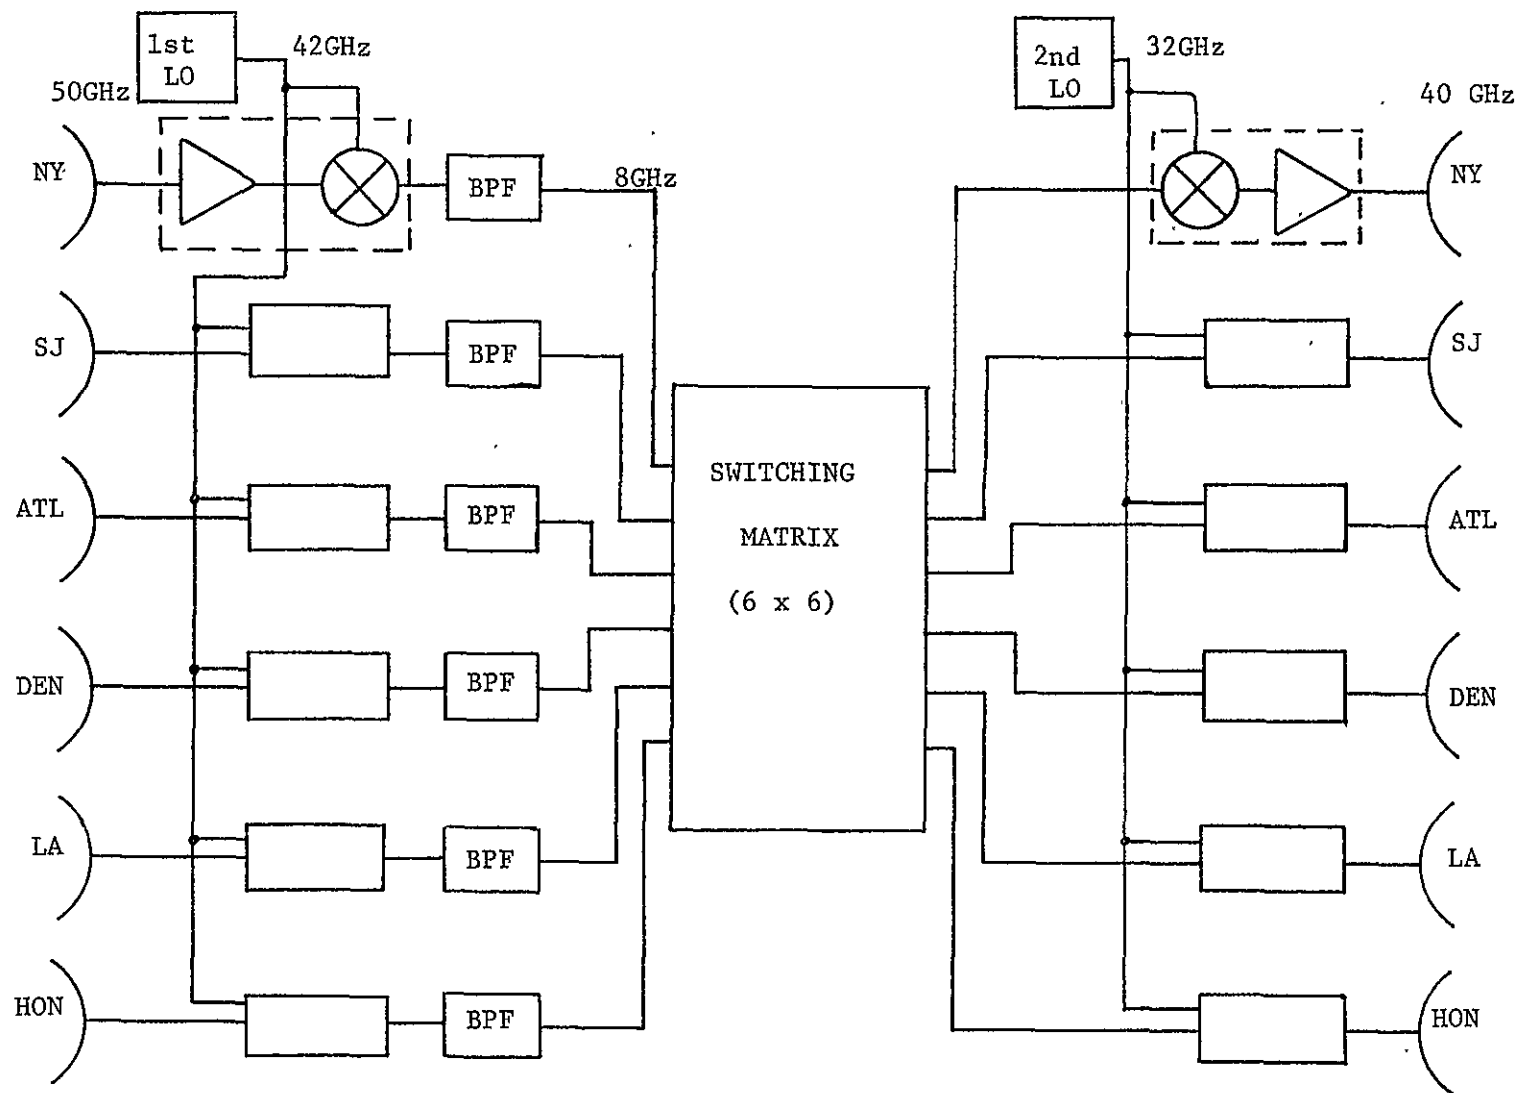 1st
LO
42GHz
50GHz
NY
BPF
8GHz
2nd
LO
32GHz
40 GHz
NY
SJ
BPF
SJ
ATL
BPF
ATL
DEN
BPF
DEN
LA
BPF
LA
HON
BPF
HON
SWITCHING
MATRIX
(6 x 6)